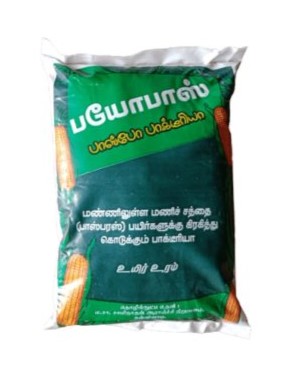 பயோபாஸ்
பாஸ்போ பாக்டீரியா
மண்ணிலுள்ள மணிச் சத்தை
(பாஸ்பரஸ்) பயிர்களுக்கு கிரகித்து
கொடுக்கும் பாக்டீரியா
உயிர் உரம்